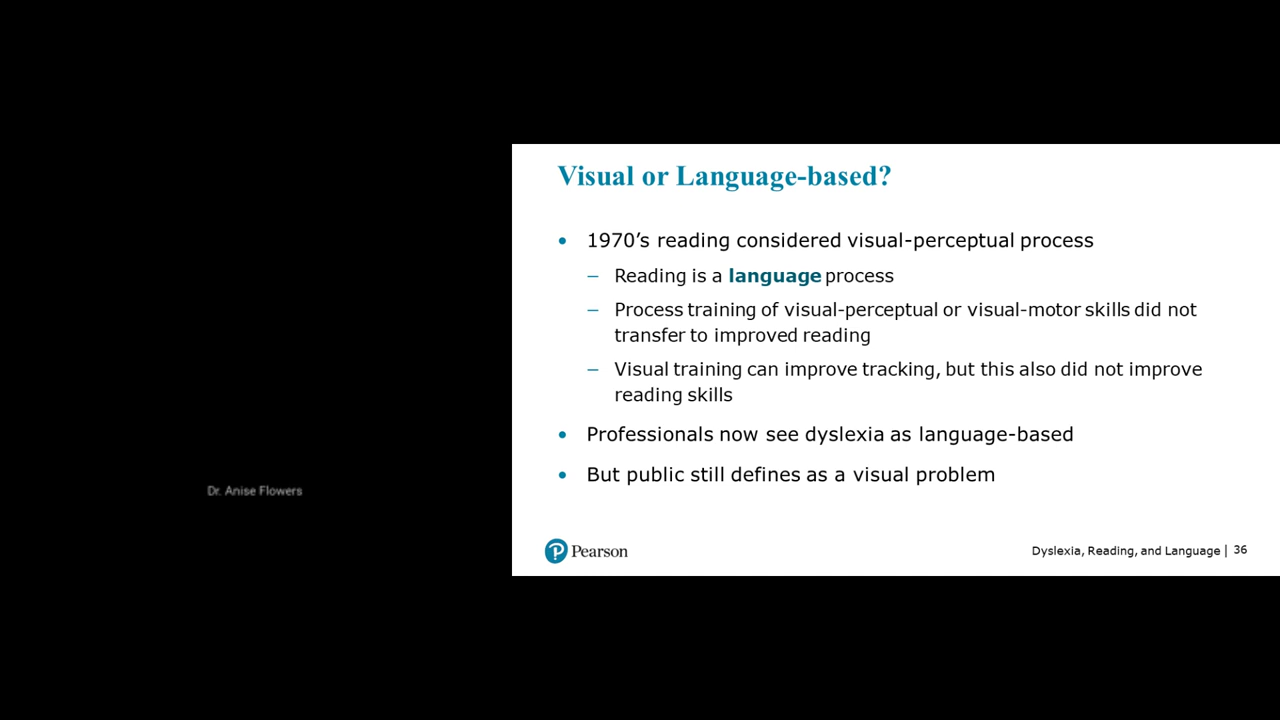 Visual or Language-based?
• 1970’s reading considered visual-perceptual process
– Reading is a language process
– Process training of visual-perceptual or visual-motor skills did not
transfer to improved reading
– Visual training can improve tracking, but this also did not improve
reading skills
• Professionals now see dyslexia as language-based
• But public still defines as a visual problem
Dr. Anise Flowers
Pearson
Dyslexia, Reading, and Language | 36